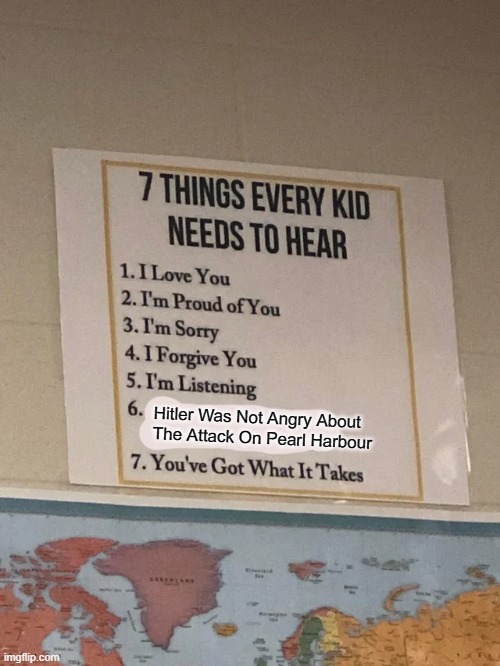 7 THINGS EVERY KID
NEEDS TO HEAR
1. I Love You
2. I'm Proud of You
3. I'm Sorry
4. I Forgive You
5. I'm Listening
6. Hitler Was Not Angry About
The Attack On Pearl Harbour
7. You've Got What It Takes
GREENLAND
imgflip.com